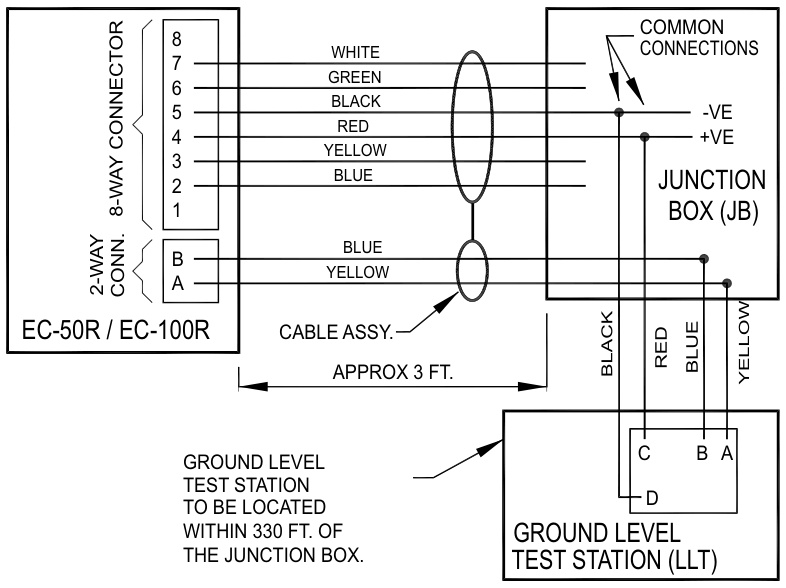 8-WAY CONNECTOR
8
7
6
5
4
3
2
1
WHITE
GREEN
BLACK
RED
YELLOW
BLUE
COMMON
CONNECTIONS
-VE
+VE
JUNCTION
BOX (JB)
2-WAY
CONN.
B
A
BLUE
YELLOW
EC-50R / EC-100R
CABLE ASSY.
APPROX 3 FT.
BLACK
RED
BLUE
YELLOW
GROUND LEVEL
TEST STATION
TO BE LOCATED
WITHIN 330 FT. OF
THE JUNCTION BOX.
C
B
A
D
GROUND LEVEL
TEST STATION (LLT)